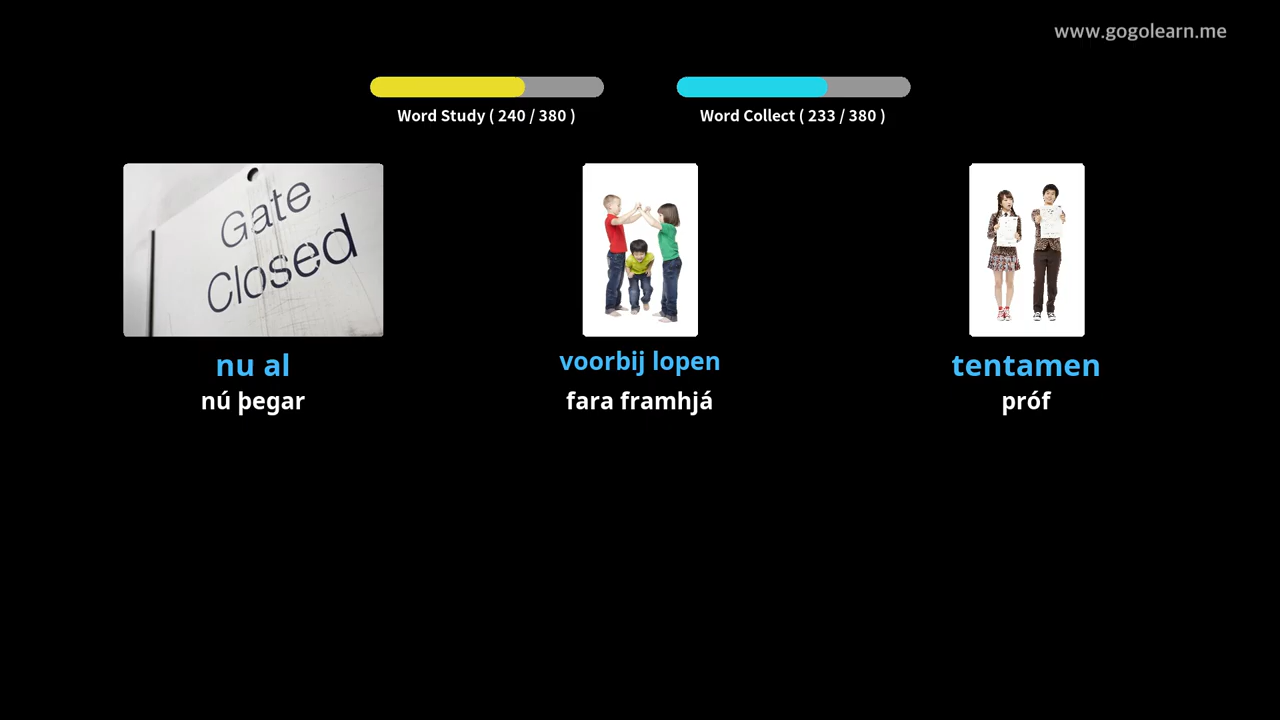 www.gogolearn.me
Word Study ( 240 / 380 )
Word Collect ( 233 / 380 )
Gate
Closed
nu al
voorbij lopen
tentamen
nú þegar
fara framhjá
próf